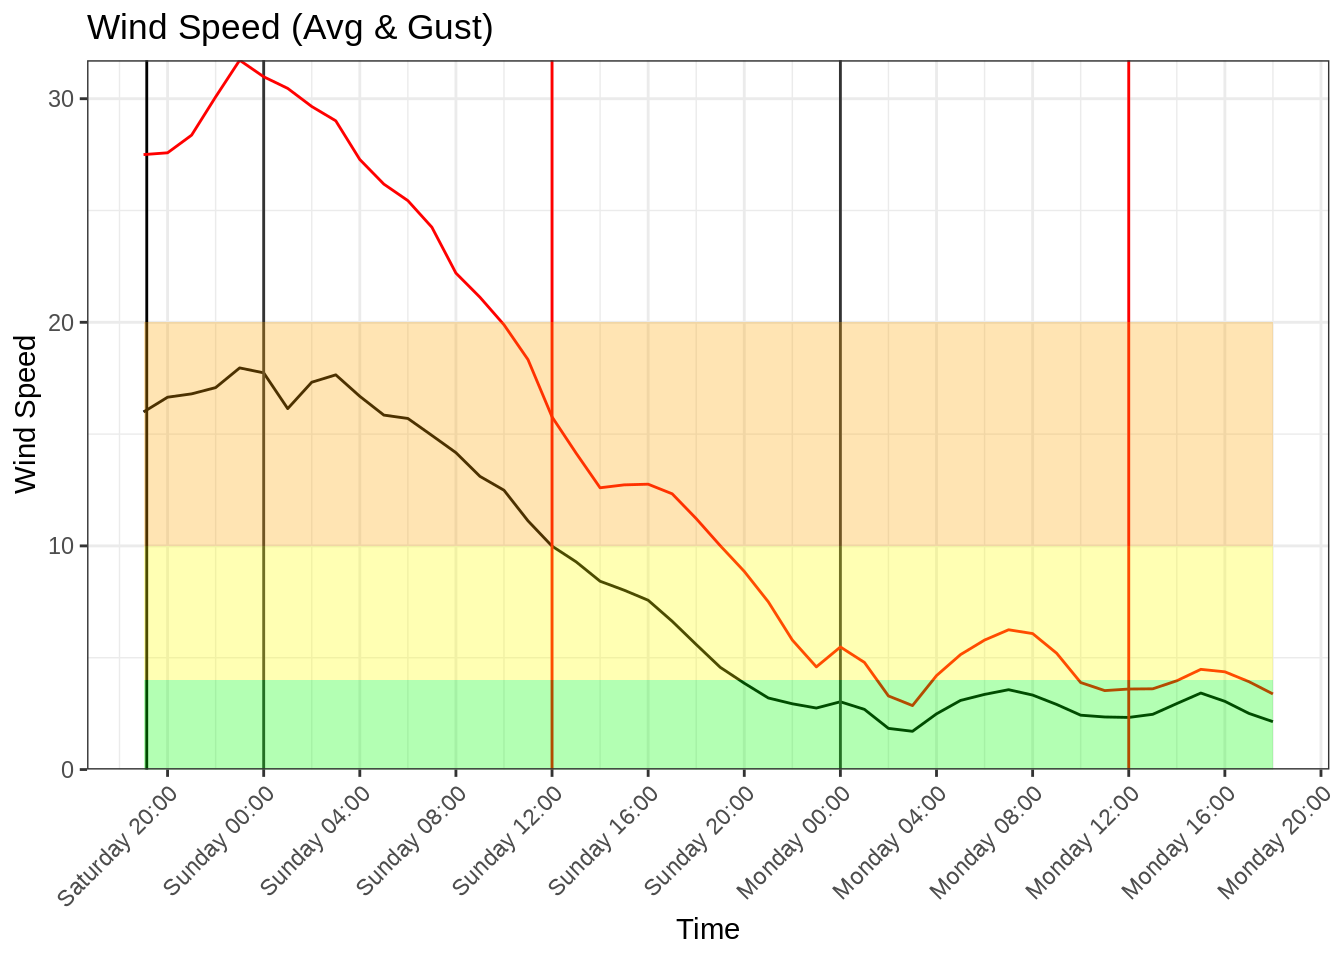 Wind Speed (Avg & Gust)
30
20
10
0
Wind Speed
Saturday 20:00
Sunday 00:00
Sunday 04:00
Sunday 08:00
Sunday 12:00
Sunday 16:00
Sunday 20:00
Monday 00:00
Monday 04:00
Monday 08:00
Monday 12:00
Monday 16:00
Monday 20:00
Time